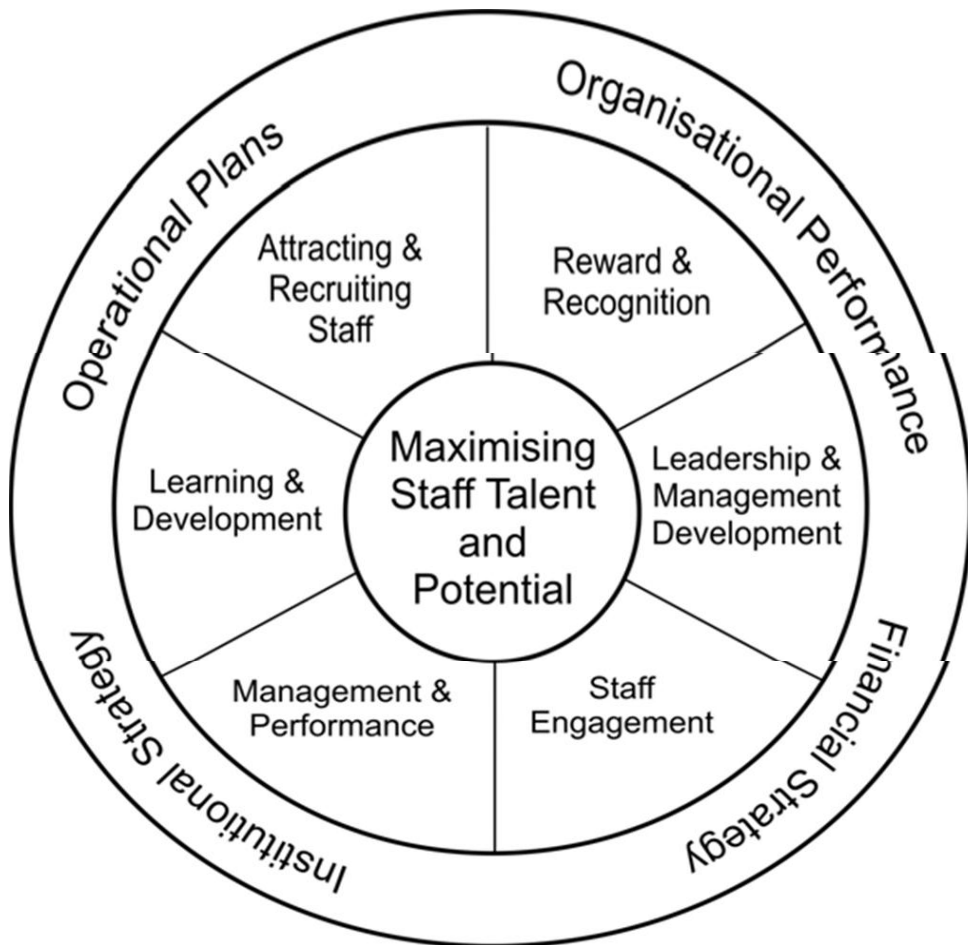 Operational Plans
Organisational Performance
Attracting &
Recruiting
Staff
Reward &
Recognition
Learning &
Development
Maximising
Staff Talent
and
Potential
Leadership &
Management
Development
Management &
Performance
Staff
Engagement
Institutional Strategy
Financial Strategy